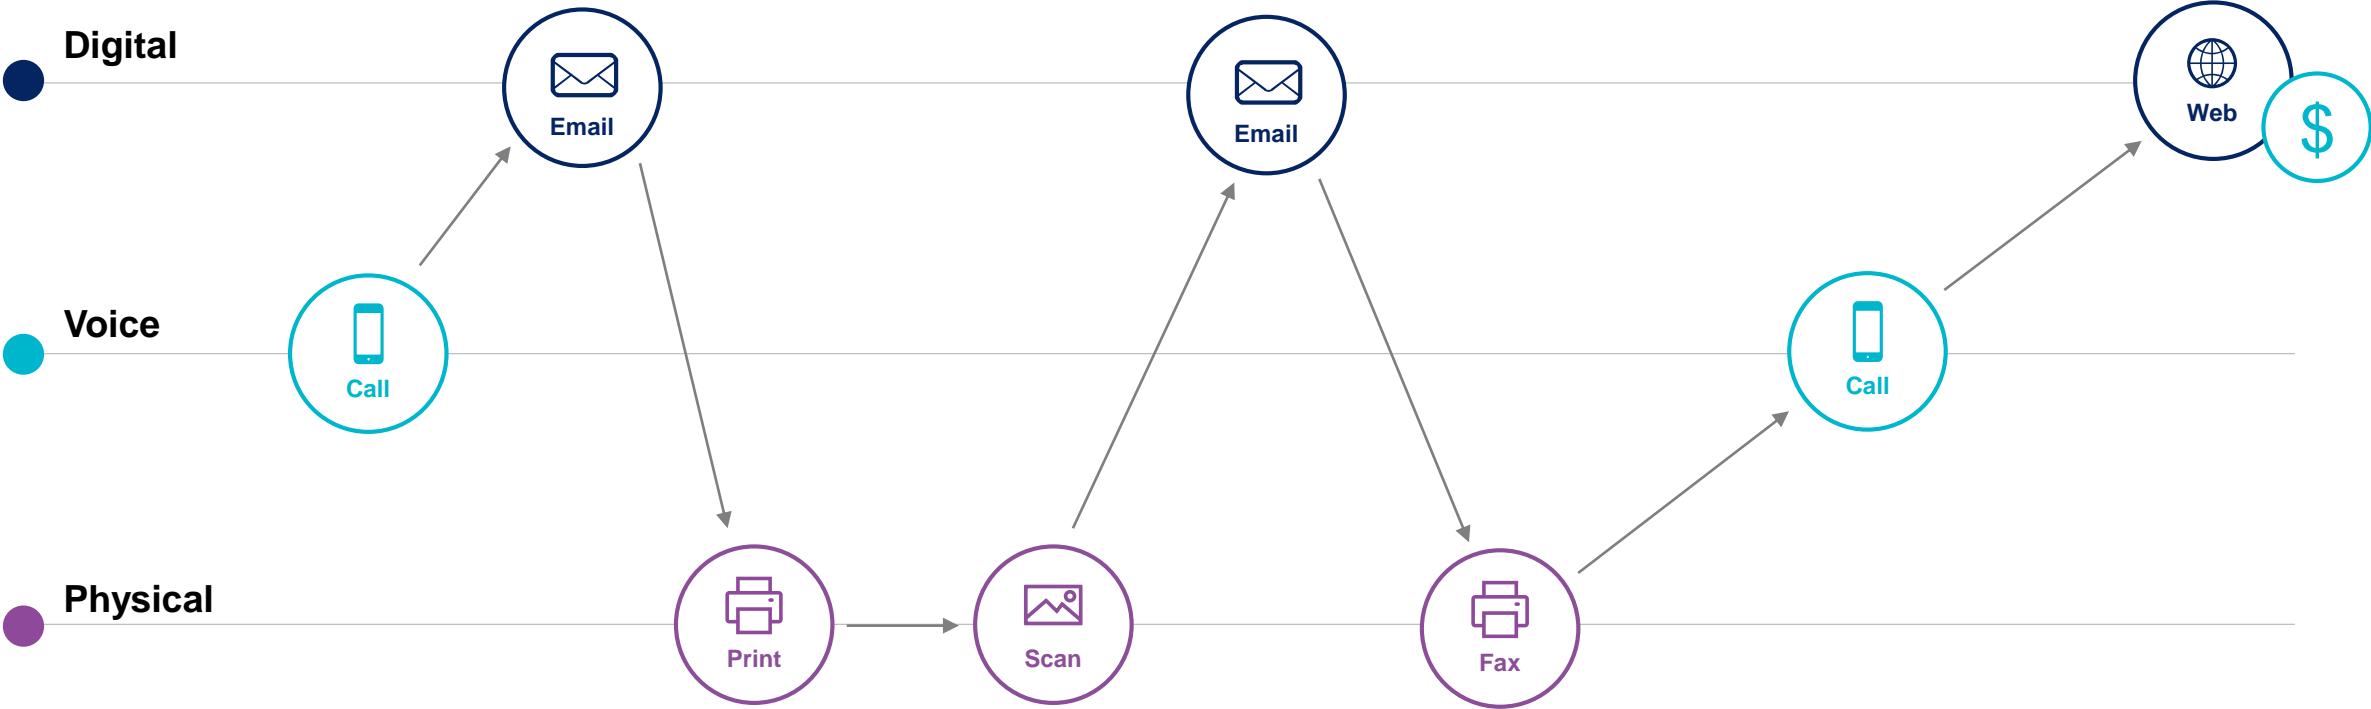 Digital
Email
Email
Web
$
Voice
Call
Call
Physical
Print
Scan
Fax